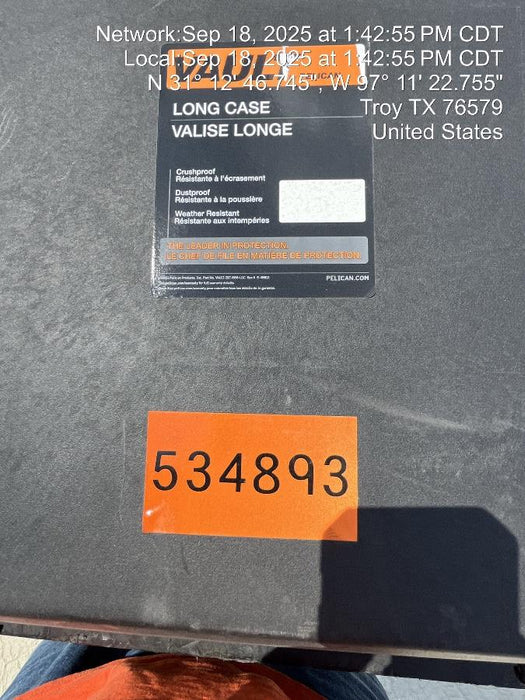 Network:Sep 18, 2025 at 1:42:55 PM CDT
Local:Sep 18, 2025 at 1:42:55 PM CDT
N 31° 12' 46.745", W 97° 11' 22.755"
Troy TX 76579
United States
VAULT
PELICAN
LONG CASE
VALISE LONGE
Crushproof
Résistante à l'écrasement
Dustproof
Résistante à la poussière
Weather Resistant
Résistante aux intempéries
THE LEADER IN PROTECTION.
LE CHEF DE FILE EN MATIÈRE DE PROTECTION.
PELICAN.COM
534893